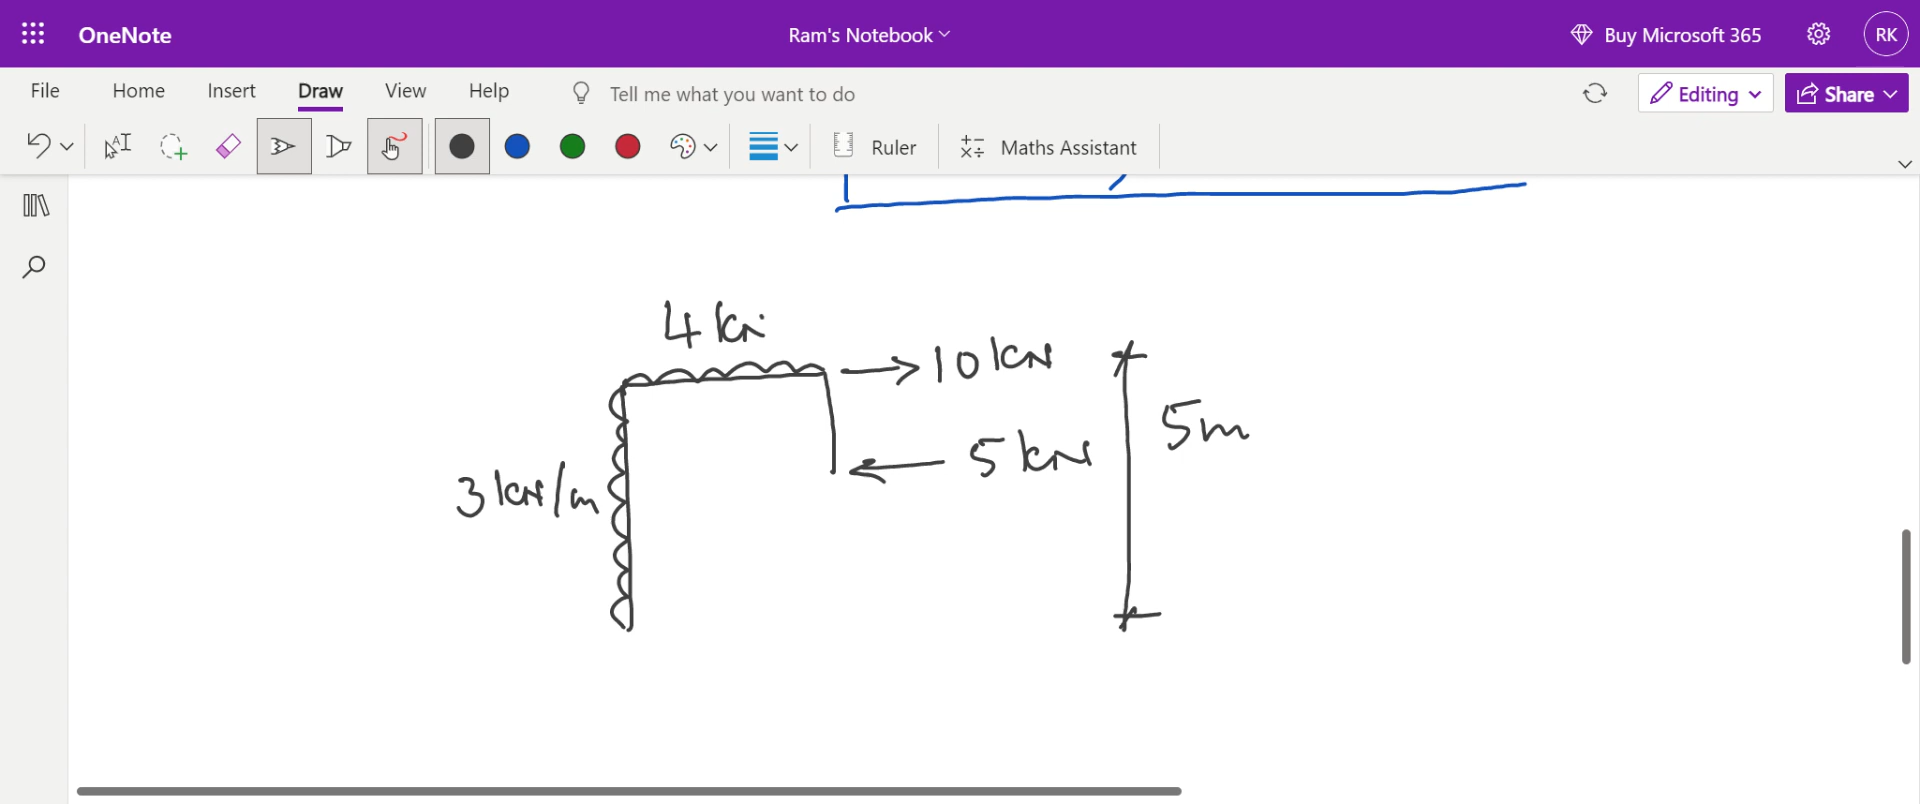 OneNote
Ram's Notebook
Buy Microsoft 365
RK
File Home Insert Draw View Help
Tell me what you want to do
Editing
Share
AI
Ruler
Maths Assistant
4 kN
10 kN
5m
5 kN
3 kN/m